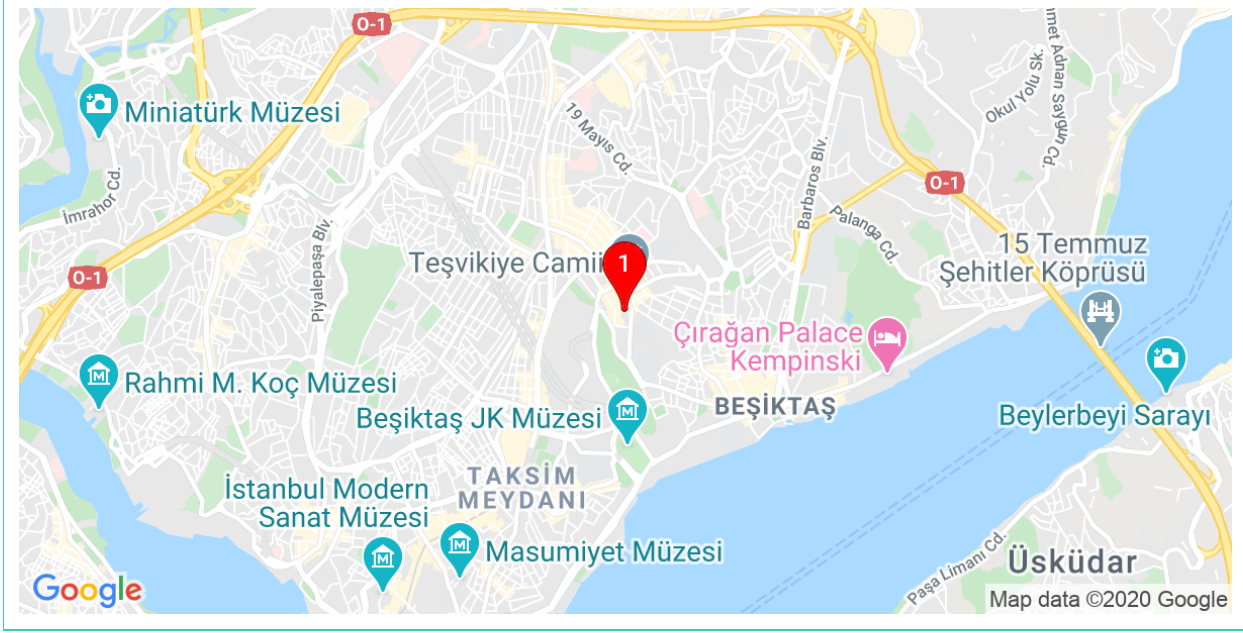 O-1
Miniatürk Müzesi
19 Mayıs Cd.
Okul Yolu Sk.
Adnan Saygun Cd.
İmrahor Cd.
Barbaros Blv.
O-1
Palanga Cd.
Piyalepaşa Blv.
Teşvikiye Camii
1
15 Temmuz
Şehitler Köprüsü
O-1
Çırağan Palace
Kempinski
Rahmi M. Koç Müzesi
BEŞİKTAŞ
Beşiktaş JK Müzesi
Beylerbeyi Sarayı
TAKSİM
MEYDANI
İstanbul Modern
Sanat Müzesi
Masumiyet Müzesi
Paşa Limanı Cd.
Üsküdar
Google
Map data ©2020 Google